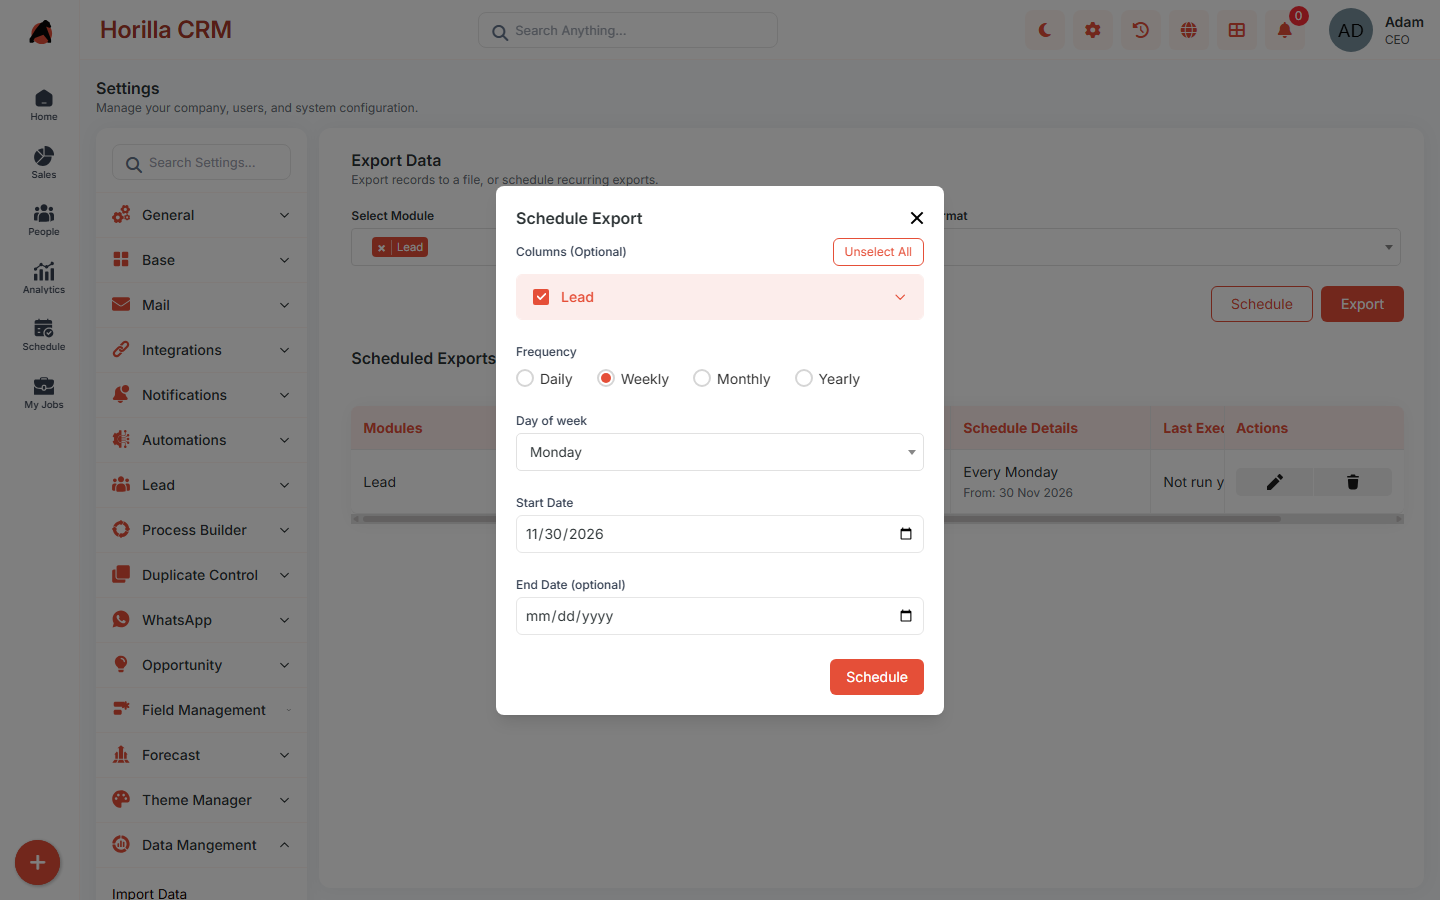 Horilla CRM
Search Anything...
0
AD
Adam
CEO
Home
Sales
People
Analytics
Schedule
My Jobs
Settings
Manage your company, users, and system configuration.
Search Settings...
General
Base
Mail
Integrations
Notifications
Automations
Lead
Process Builder
Duplicate Control
WhatsApp
Opportunity
Field Management
Forecast
Theme Manager
Data Mangement
Import Data
Export Data
Export records to a file, or schedule recurring exports.
Select Module
Lead
Schedule
Export
Scheduled Exports
Modules
Schedule Details
Actions
Lead
Every Monday
From: 30 Nov 2026
Not run
Schedule Export
Columns (Optional)
Unselect All
Lead
Frequency
Daily
Weekly
Monthly
Yearly
Day of week
Monday
Start Date
11/30/2026
End Date (optional)
mm/dd/yyyy
Schedule